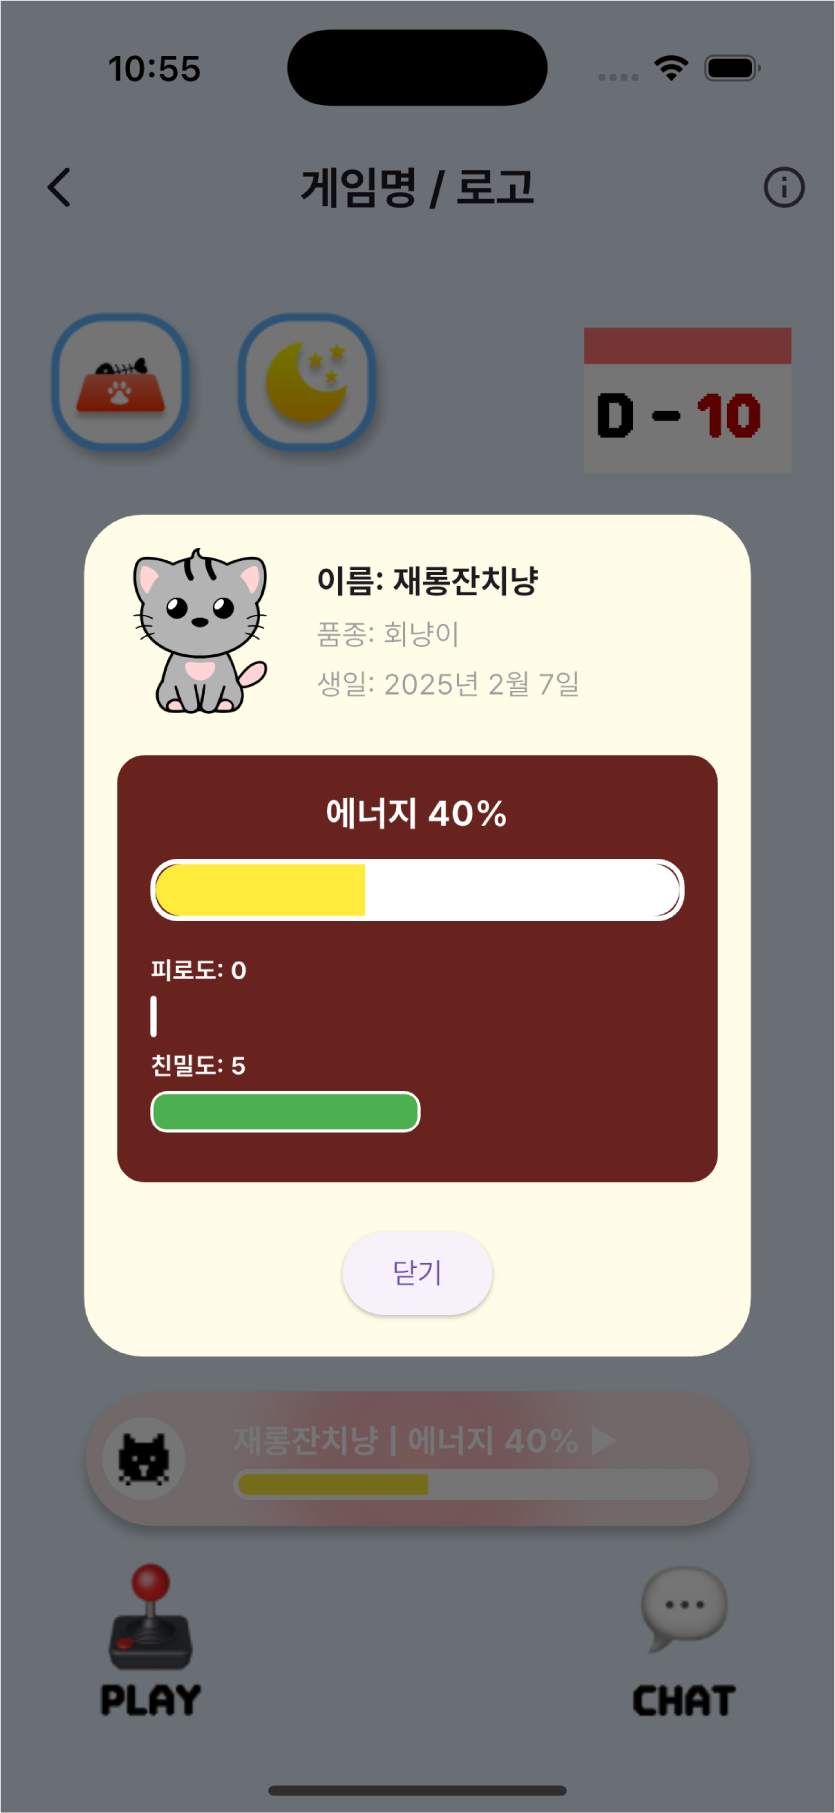 10:55
게임명 / 로고
D - 10
이름: 재롱잔치냥
품종: 회냥이
생일: 2025년 2월 7일
에너지 40%
피로도: 0
친밀도: 5
닫기
재롱잔치냥 | 에너지 40% ▶
PLAY
CHAT